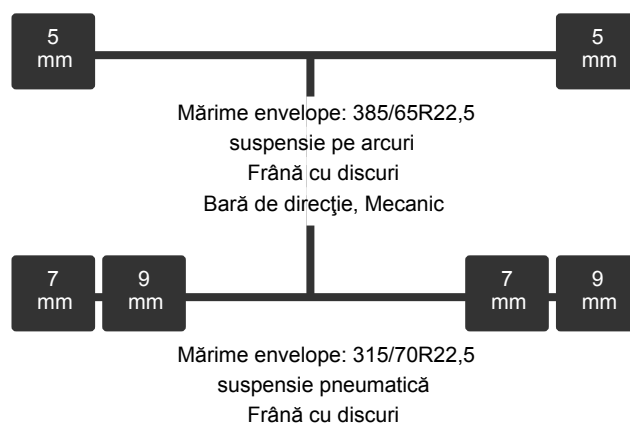 5
mm
5
mm
Mărime envelope: 385/65R22,5
suspensie pe arcuri
Frână cu discuri
Bară de direcţie, Mecanic
7
mm
9
mm
7
mm
9
mm
Mărime envelope: 315/70R22,5
suspensie pneumatică
Frână cu discuri